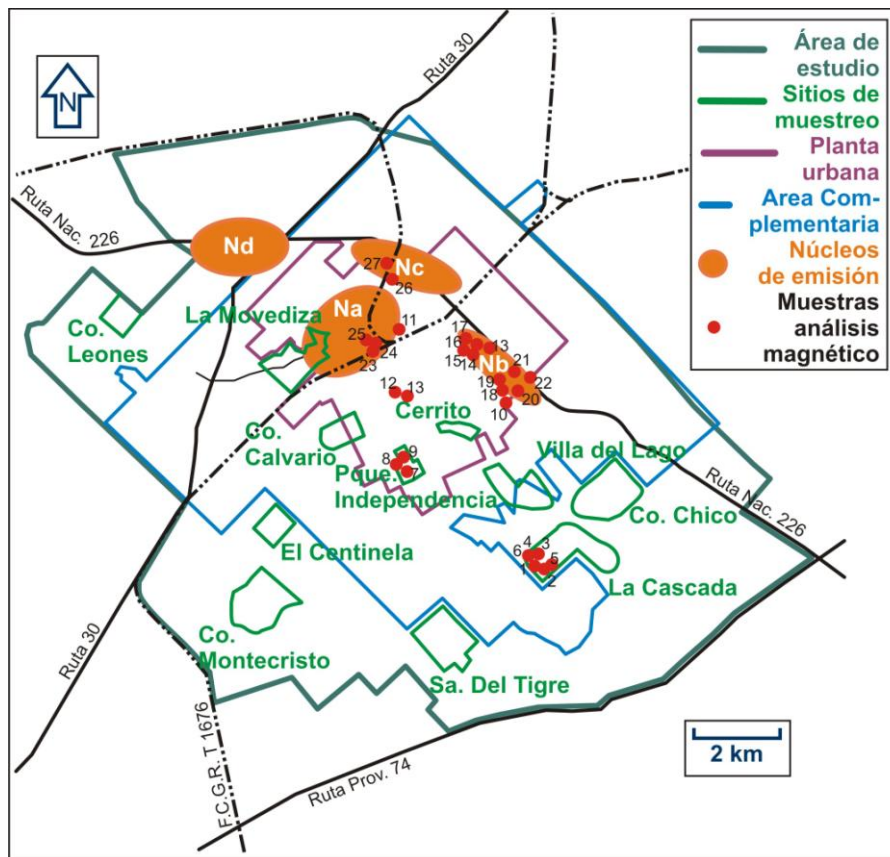 N
Ruta 30
Área de
estudio
Sitios de
muestreo
Planta
urbana
Area Com-
plementaria
Núcleos
de emisión
Muestras
análisis
magnético
Ruta Nac. 226
Nd
Nc
27
26
Na
La Movediza
Co.
Leones
11
25
24
23
17
16
13
15
14
Nb
21
19
22
18
20
10
12
13
Cerrito
Co.
Calvario
9
8
7
Pque.
Independencia
Villa del Lago
Co. Chico
Ruta Nac. 226
El Centinela
4
3
6
5
1
2
La Cascada
Co.
Montecristo
Sa. Del Tigre
Ruta 30
F.C.G.R. T 1676
Ruta Prov. 74
2 km